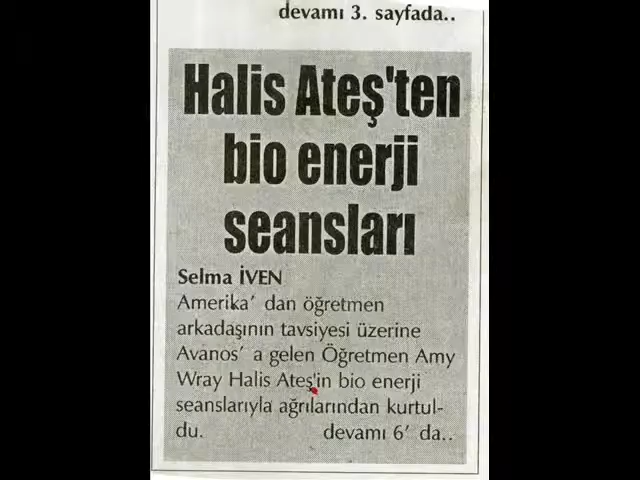 devamı 3. sayfada..
Halis Ateş'ten
bio enerji
seansları
Selma İVEN
Amerika' dan öğretmen
arkadaşının tavsiyesi üzerine
Avanos' a gelen Öğretmen Amy
Wray Halis Ateş'in bio enerji
seanslarıyla ağrılarından kurtul-
du. devamı 6' da..